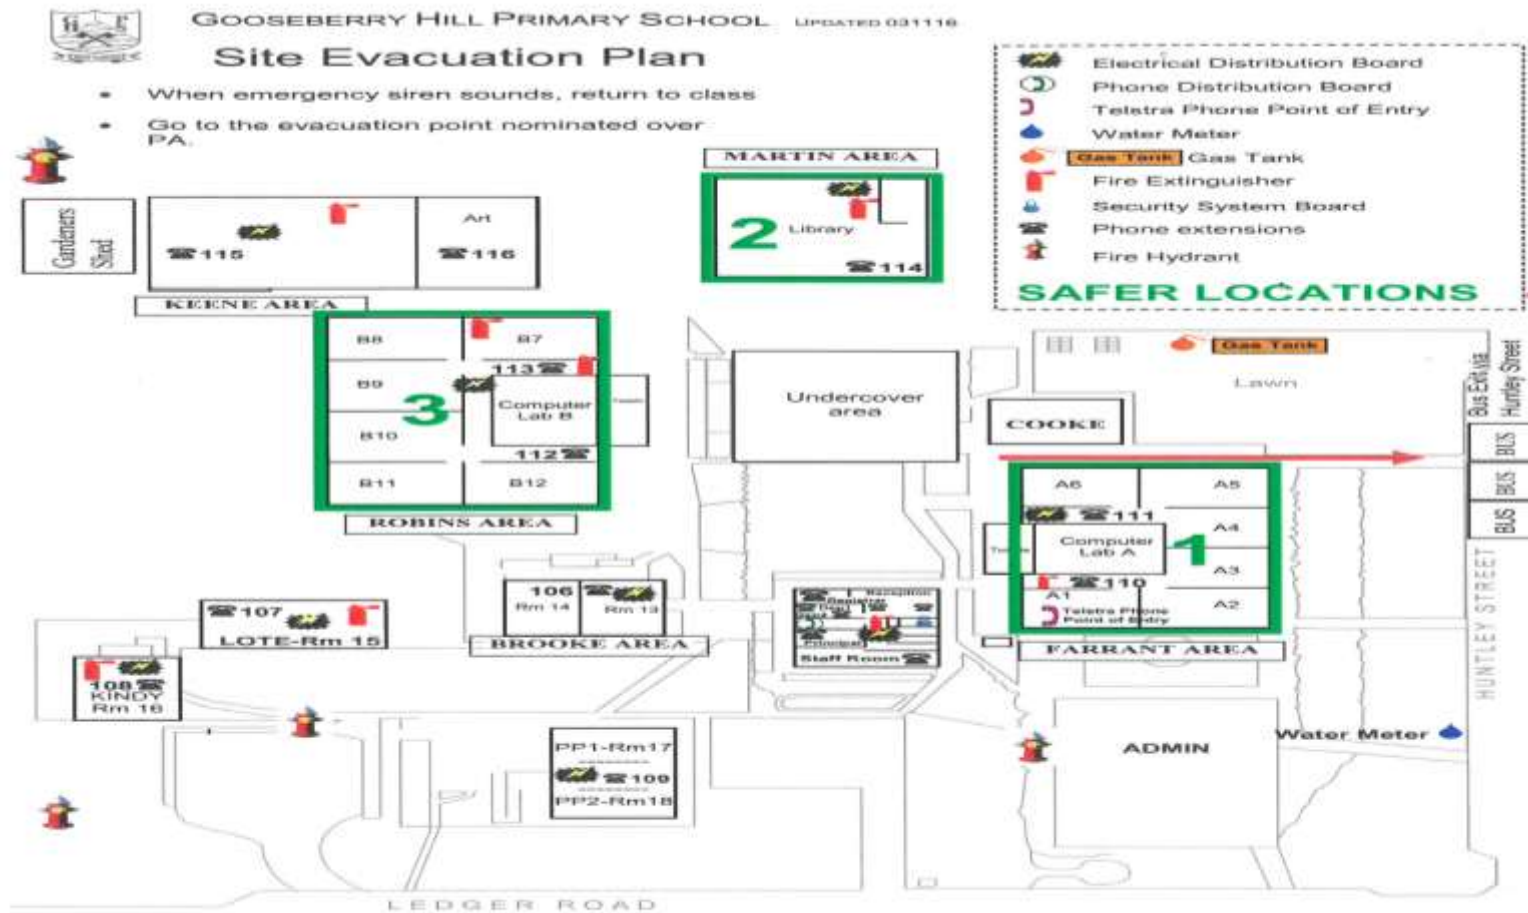 GOOSEBERRY HILL PRIMARY SCHOOL UPDATED 031116
Site Evacuation Plan
• When emergency siren sounds, return to class
• Go to the evacuation point nominated over
PA.
Electrical Distribution Board
Phone Distribution Board
Telstra Phone Point of Entry
Water Meter
Gas Tank Gas Tank
Fire Extinguisher
Security System Board
Phone extensions
Fire Hydrant
SAFER LOCATIONS
MARTIN AREA
2
Library
114
Gardeners
Shed
115
Art
116
KEENE AREA
B8
B7
113
B9
3
Computer
Lab B
B10
112
B11
B12
ROBINS AREA
Undercover
area
Gas Tank
Lawn
COOKE
Bus Exit via
Huntley Street
BUS
BUS
BUS
A6
A5
111
A4
Computer
Lab A
1
A3
110
A1
A2
Telstra Phone
Point of Entry
FARRANT AREA
HUNTLEY STREET
106
Rm 14
Rm 13
BROOKE AREA
107
LOTE-Rm 15
108
KINDY
Rm 16
Reception
Registrar
Principal
Staff Room
PP1-Rm17
109
PP2-Rm18
ADMIN
Water Meter
LEDGER ROAD